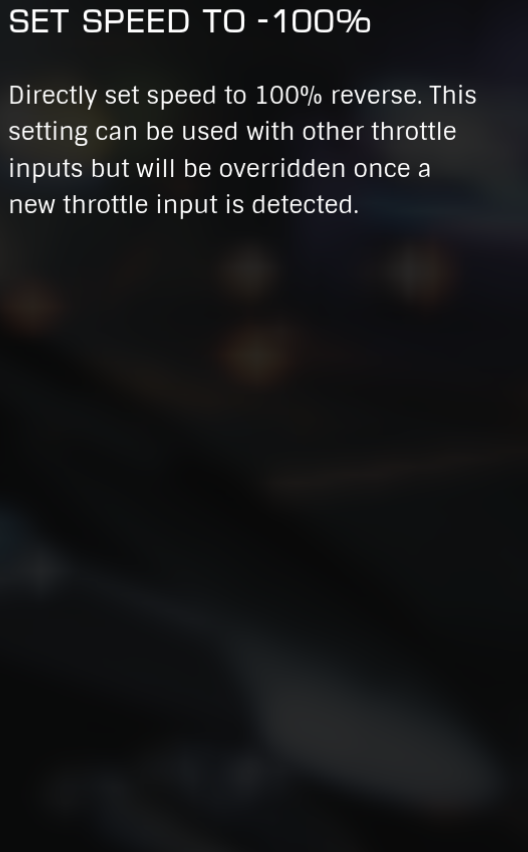 SET SPEED TO -100%
Directly set speed to 100% reverse. This
setting can be used with other throttle
inputs but will be overridden once a
new throttle input is detected.